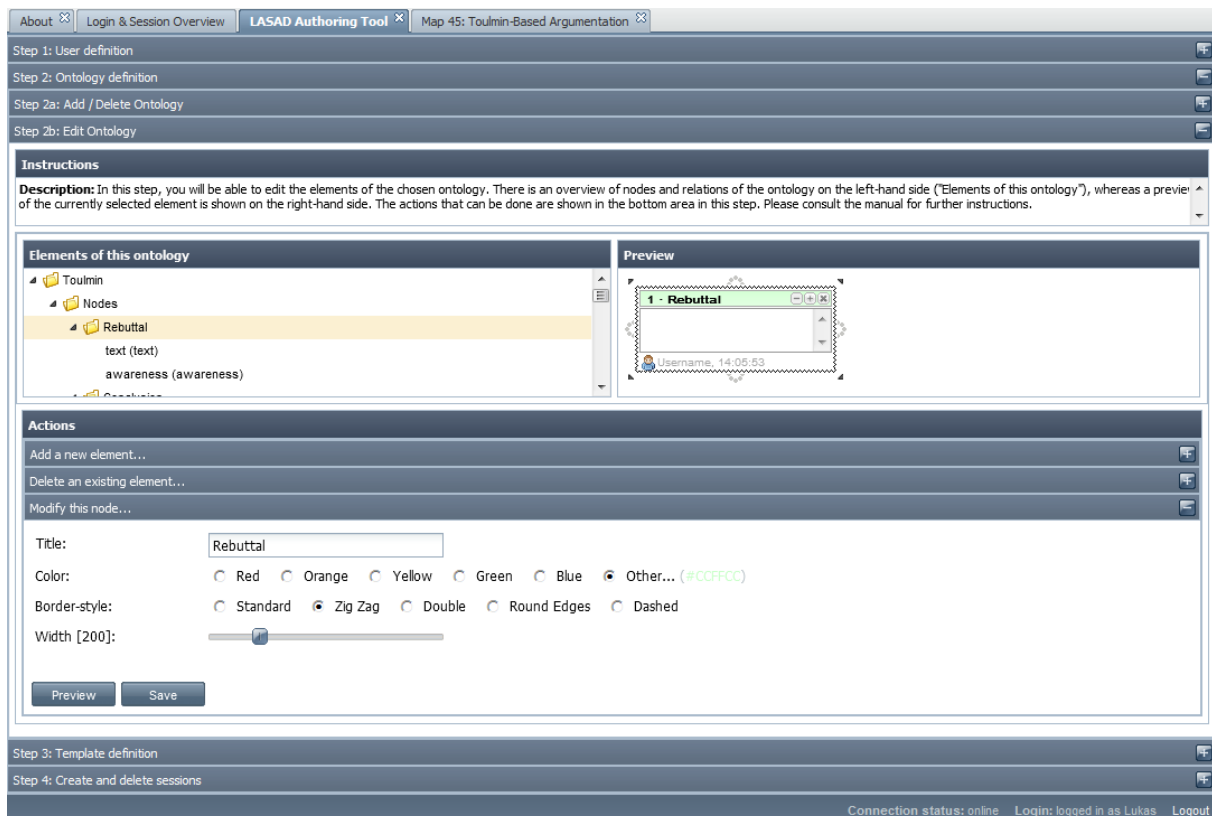 About Login & Session Overview LASAD Authoring Tool Map 45: Toulmin-Based Argumentation
Step 1: User definition
Step 2: Ontology definition
Step 2a: Add / Delete Ontology
Step 2b: Edit Ontology
Instructions
Description: In this step, you will be able to edit the elements of the chosen ontology. There is an overview of nodes and relations of the ontology on the left-hand side ("Elements of this ontology"), whereas a preview
of the currently selected element is shown on the right-hand side. The actions that can be done are shown in the bottom area in this step. Please consult the manual for further instructions.
Elements of this ontology
Toulmin
Nodes
Rebuttal
text (text)
awareness (awareness)
Preview
1 - Rebuttal
Username, 14:05:53
Actions
Add a new element...
Delete an existing element...
Modify this node...
Title: Rebuttal
Color: Red Orange Yellow Green Blue Other... (#CCFFCC)
Border-style: Standard Zig Zag Double Round Edges Dashed
Width [200]:
Preview Save
Step 3: Template definition
Step 4: Create and delete sessions
Connection status: online Login: logged in as Lukas Logout